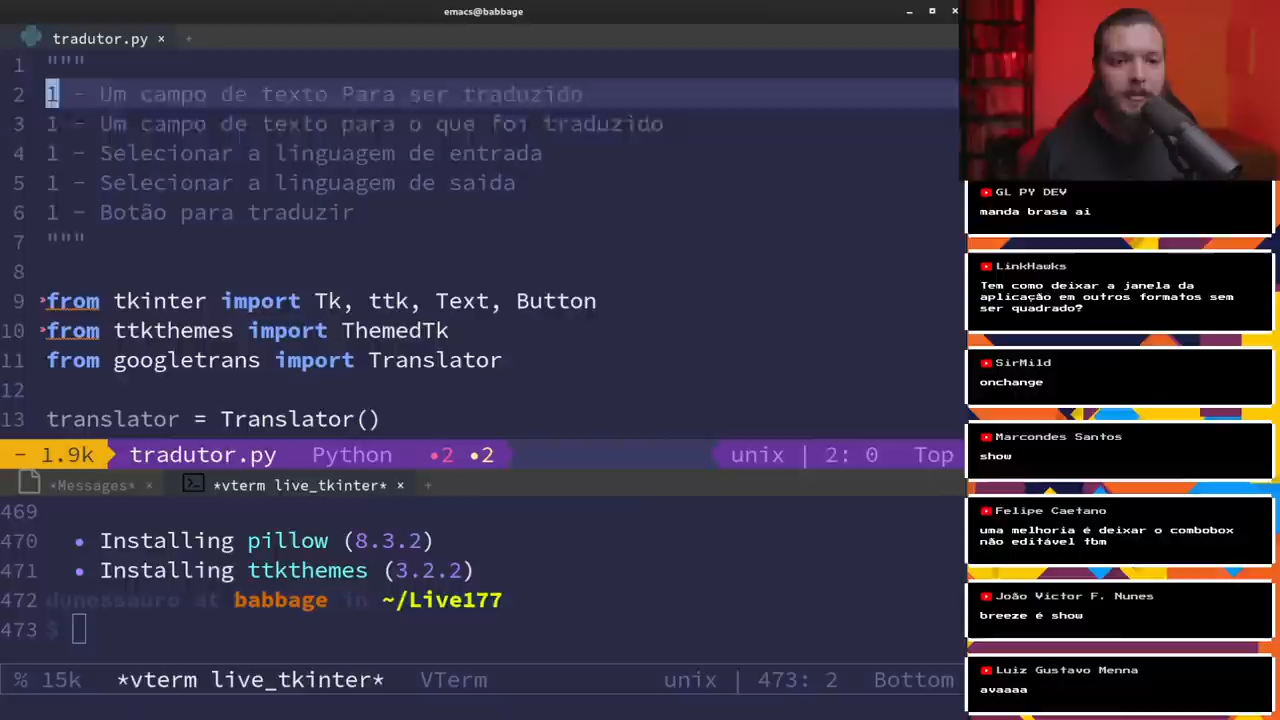 emacs@babbage
tradutor.py × +
1 """
2 1 - Um campo de texto Para ser traduzido
3 1 - Um campo de texto para o que foi traduzido
4 1 - Selecionar a linguagem de entrada
5 1 - Selecionar a linguagem de saida
6 1 - Botão para traduzir
7 """
8
9 from tkinter import Tk, ttk, Text, Button
10 from ttkthemes import ThemedTk
11 from googletrans import Translator
12
13 translator = Translator()
- 1.9k tradutor.py Python •2 •2 unix | 2: 0 Top
*Messages* × *vterm live_tkinter* × +
469
470 • Installing pillow (8.3.2)
471 • Installing ttkthemes (3.2.2)
472 dunossauro at babbage in ~/Live177
473 $
% 15k *vterm live_tkinter* VTerm unix | 473: 2 Bottom
GL PY DEV
manda brasa ai
LinkHawks
Tem como deixar a janela da
aplicação em outros formatos sem
ser quadrado?
SirMild
onchange
Marcondes Santos
show
Felipe Caetano
uma melhoria é deixar o combobox
não editável tbm
João Victor F. Nunes
breeze é show
Luiz Gustavo Menna
avaaaa